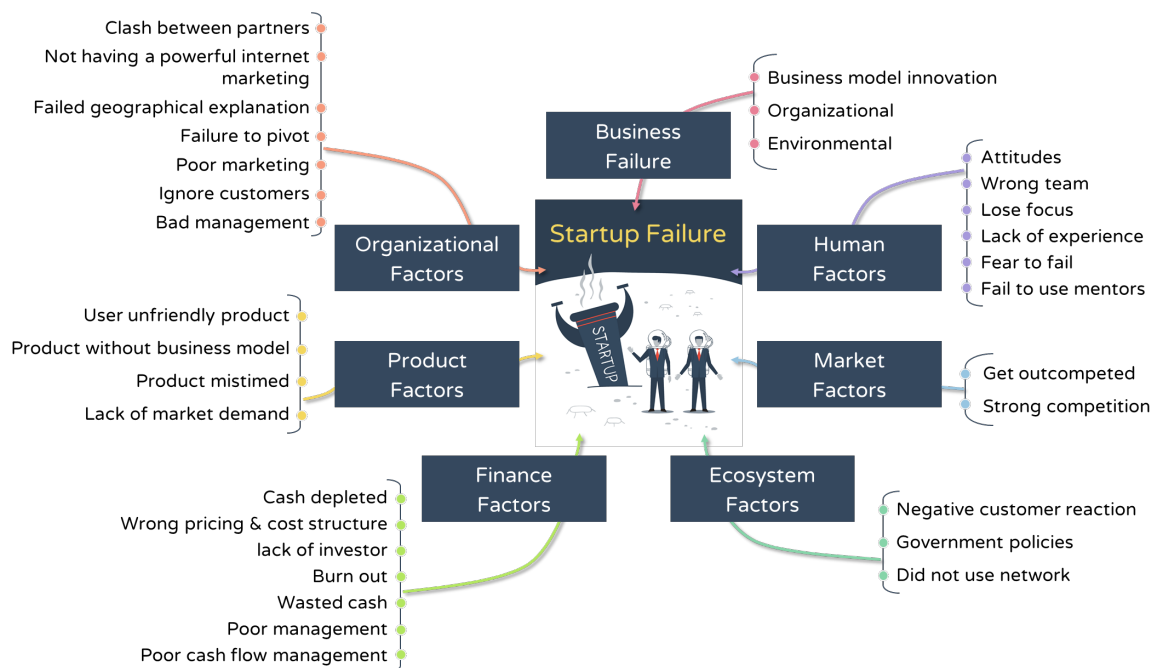 Clash between partners
Not having a powerful internet
marketing
Failed geographical explanation
Failure to pivot
Poor marketing
Ignore customers
Bad management
Organizational
Factors
Business
Failure
Business model innovation
Organizational
Environmental
Startup Failure
STARTUP
Human
Factors
Attitudes
Wrong team
Lose focus
Lack of experience
Fear to fail
Fail to use mentors
User unfriendly product
Product without business model
Product mistimed
Lack of market demand
Product
Factors
Market
Factors
Get outcompeted
Strong competition
Finance
Factors
Cash depleted
Wrong pricing & cost structure
lack of investor
Burn out
Wasted cash
Poor management
Poor cash flow management
Ecosystem
Factors
Negative customer reaction
Government policies
Did not use network